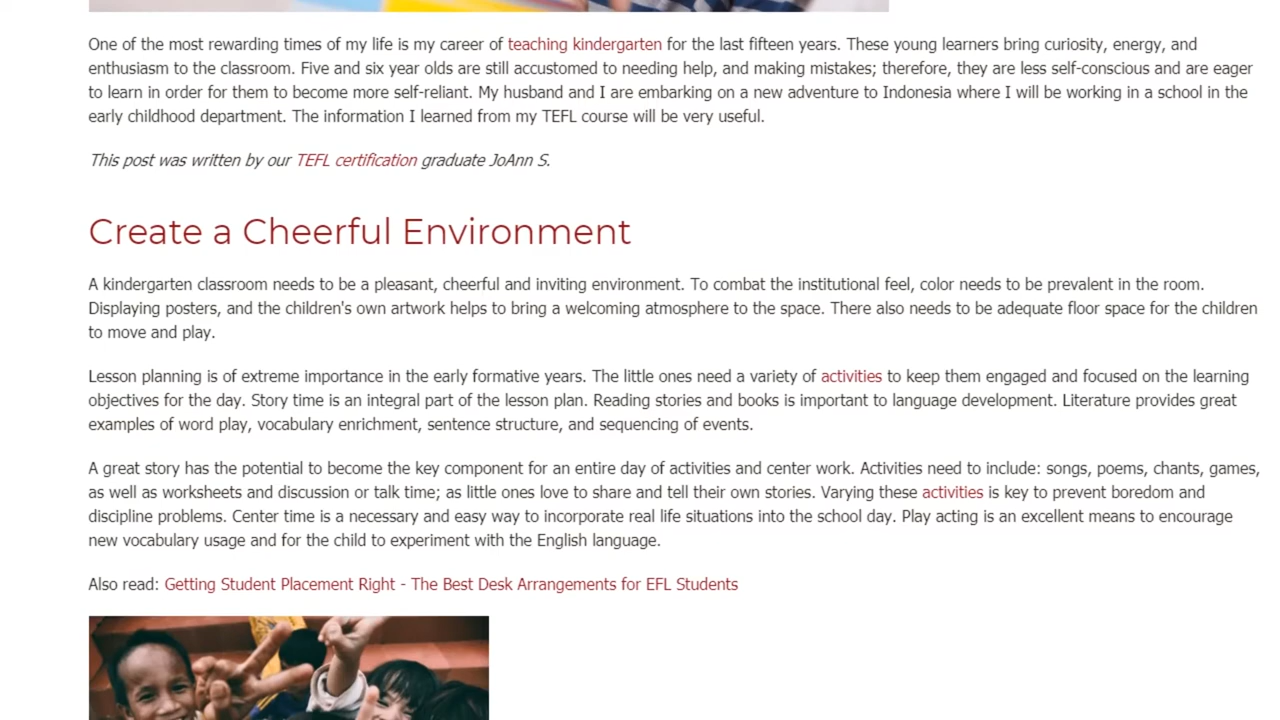 One of the most rewarding times of my life is my career of teaching kindergarten for the last fifteen years. These young learners bring curiosity, energy, and
enthusiasm to the classroom. Five and six year olds are still accustomed to needing help, and making mistakes; therefore, they are less self-conscious and are eager
to learn in order for them to become more self-reliant. My husband and I are embarking on a new adventure to Indonesia where I will be working in a school in the
early childhood department. The information I learned from my TEFL course will be very useful.
This post was written by our TEFL certification graduate JoAnn S.
Create a Cheerful Environment
A kindergarten classroom needs to be a pleasant, cheerful and inviting environment. To combat the institutional feel, color needs to be prevalent in the room.
Displaying posters, and the children's own artwork helps to bring a welcoming atmosphere to the space. There also needs to be adequate floor space for the children
to move and play.
Lesson planning is of extreme importance in the early formative years. The little ones need a variety of activities to keep them engaged and focused on the learning
objectives for the day. Story time is an integral part of the lesson plan. Reading stories and books is important to language development. Literature provides great
examples of word play, vocabulary enrichment, sentence structure, and sequencing of events.
A great story has the potential to become the key component for an entire day of activities and center work. Activities need to include: songs, poems, chants, games,
as well as worksheets and discussion or talk time; as little ones love to share and tell their own stories. Varying these activities is key to prevent boredom and
discipline problems. Center time is a necessary and easy way to incorporate real life situations into the school day. Play acting is an excellent means to encourage
new vocabulary usage and for the child to experiment with the English language.
Also read: Getting Student Placement Right - The Best Desk Arrangements for EFL Students